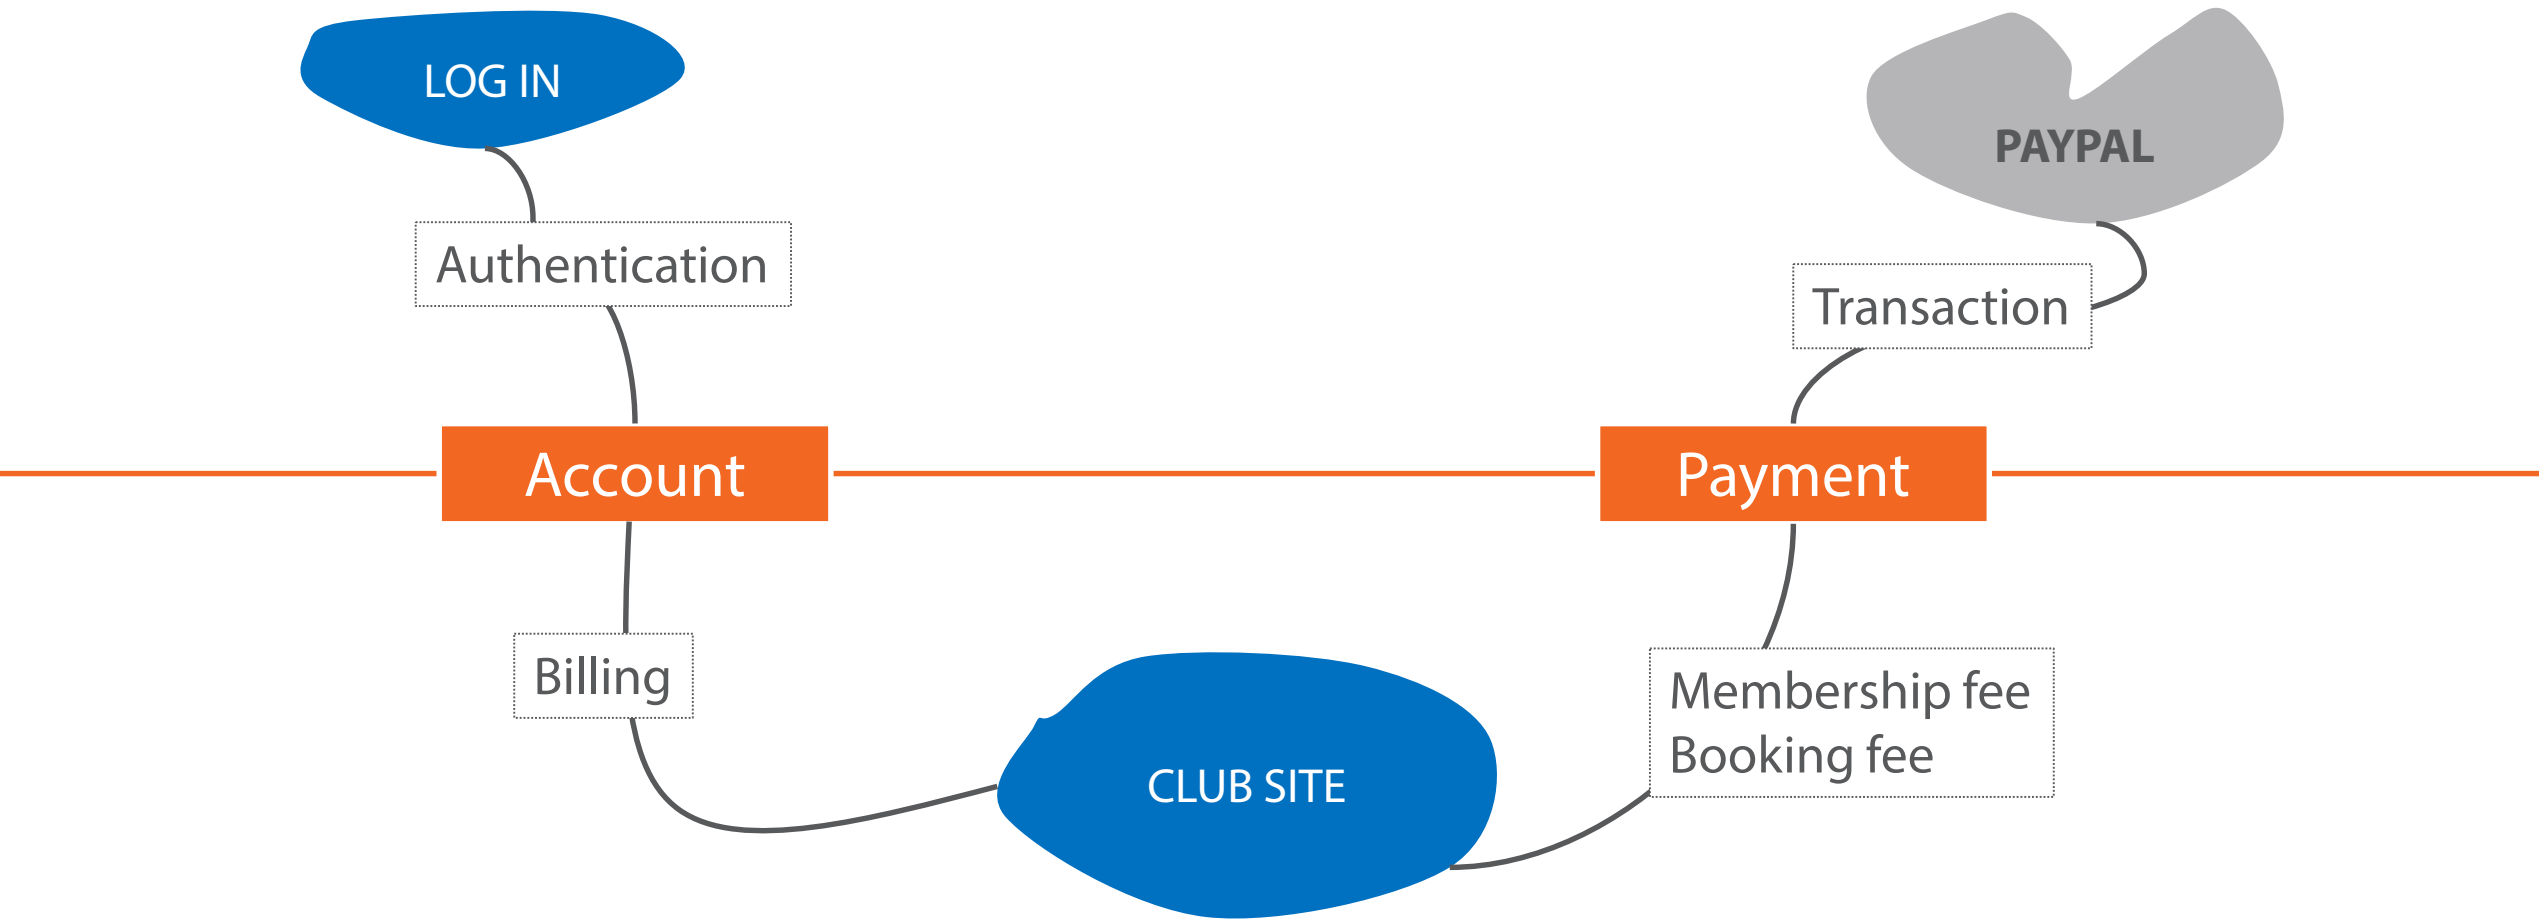 LOG IN
PAYPAL
Authentication
Transaction
Account
Payment
Billing
Membership fee
Booking fee
CLUB SITE